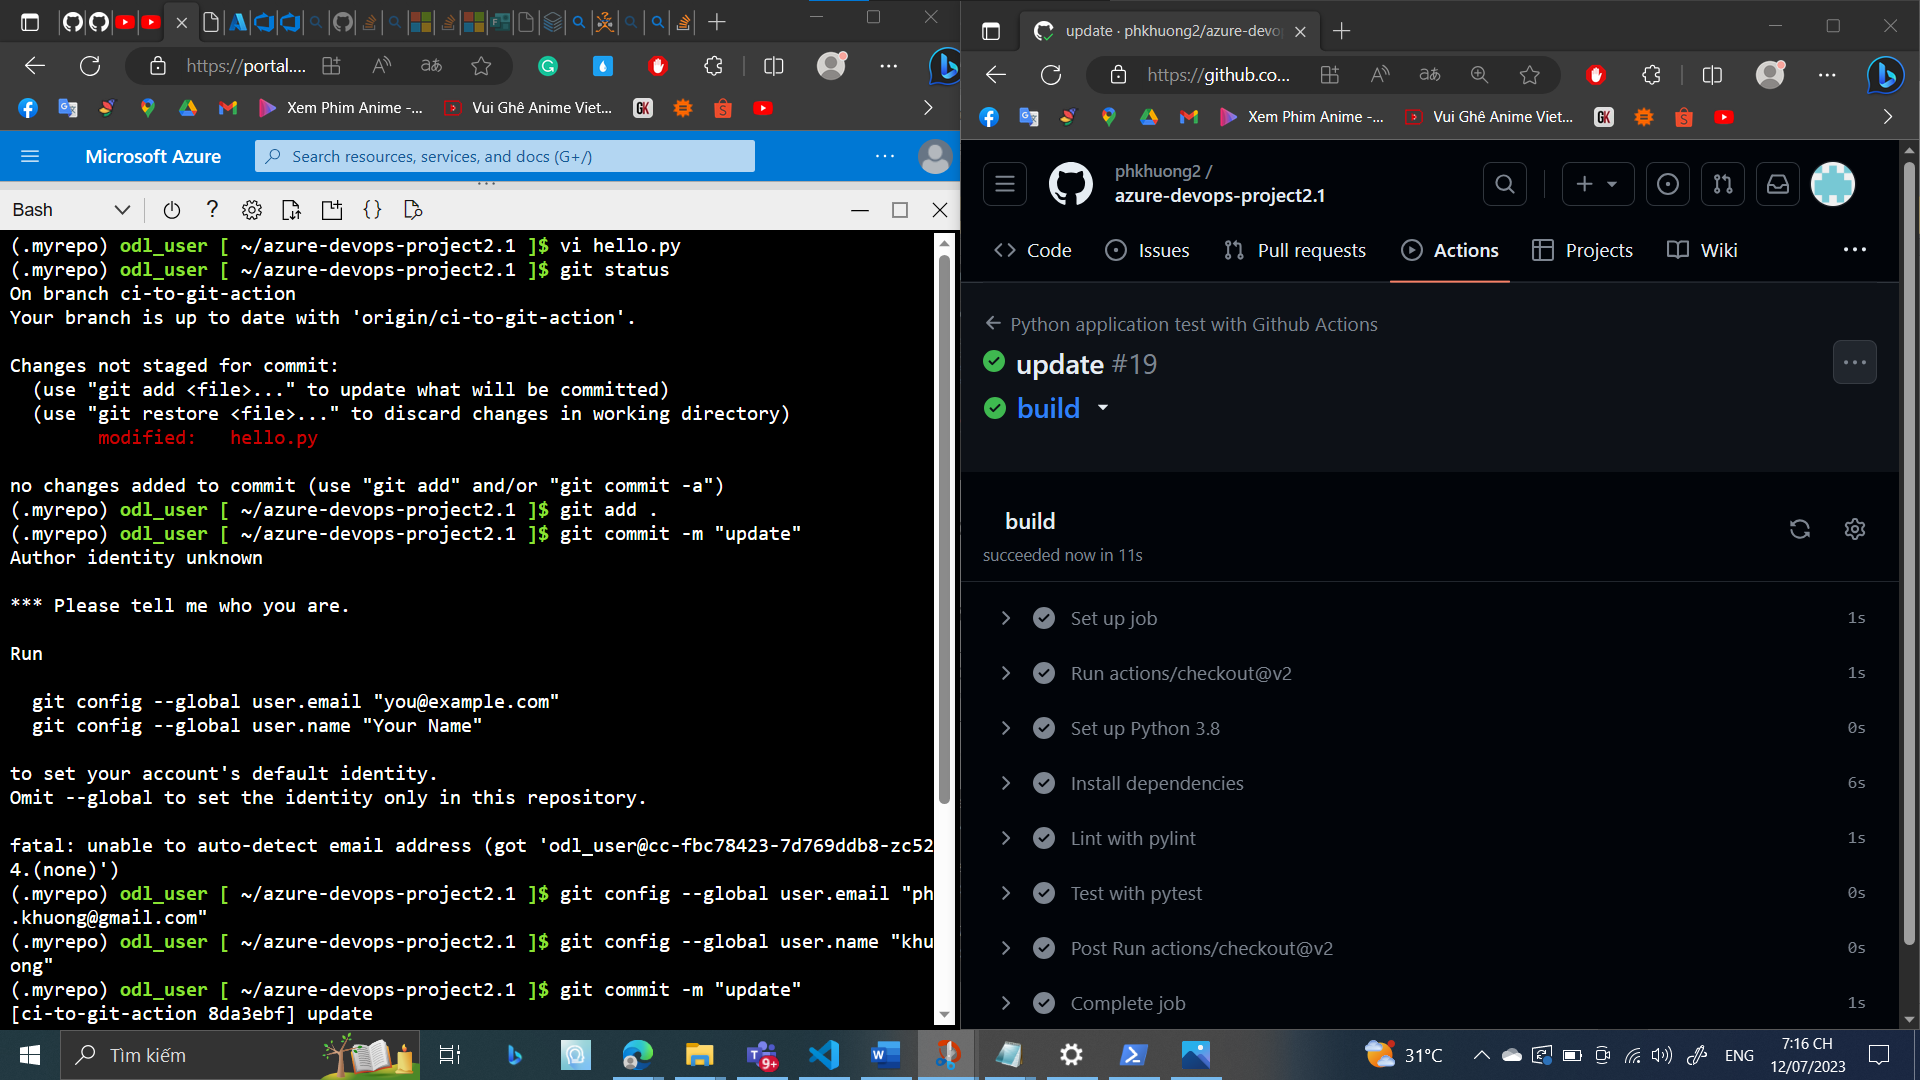 https://portal....
Xem Phim Anime -...
Vui Ghê Anime Viet...
Microsoft Azure
Search resources, services, and docs (G+/)
Bash
(.myrepo) odl_user [ ~/azure-devops-project2.1 ]$ vi hello.py
(.myrepo) odl_user [ ~/azure-devops-project2.1 ]$ git status
On branch ci-to-git-action
Your branch is up to date with 'origin/ci-to-git-action'.
Changes not staged for commit:
(use "git add <file>..." to update what will be committed)
(use "git restore <file>..." to discard changes in working directory)
modified:   hello.py
no changes added to commit (use "git add" and/or "git commit -a")
(.myrepo) odl_user [ ~/azure-devops-project2.1 ]$ git add .
(.myrepo) odl_user [ ~/azure-devops-project2.1 ]$ git commit -m "update"
Author identity unknown
*** Please tell me who you are.
Run
git config --global user.email "you@example.com"
git config --global user.name "Your Name"
to set your account's default identity.
Omit --global to set the identity only in this repository.
fatal: unable to auto-detect email address (got 'odl_user@cc-fbc78423-7d769ddb8-zc52
4.(none)')
(.myrepo) odl_user [ ~/azure-devops-project2.1 ]$ git config --global user.email "ph
.khuong@gmail.com"
(.myrepo) odl_user [ ~/azure-devops-project2.1 ]$ git config --global user.name "khu
ong"
(.myrepo) odl_user [ ~/azure-devops-project2.1 ]$ git commit -m "update"
[ci-to-git-action 8da3ebf] update
update · phkhuong2/azure-devo
https://github.co...
Xem Phim Anime -...
GK
Vui Ghê Anime Viet...
GK
phkhuong2 /
azure-devops-project2.1
Code
Issues
Pull requests
Actions
Projects
Wiki
Python application test with Github Actions
update #19
build
build
succeeded now in 11s
Set up job 1s
Run actions/checkout@v2 1s
Set up Python 3.8 0s
Install dependencies 6s
Lint with pylint 1s
Test with pytest 0s
Post Run actions/checkout@v2 0s
Complete job 1s
Tìm kiếm
9+
31°C
ENG
7:16 CH
12/07/2023